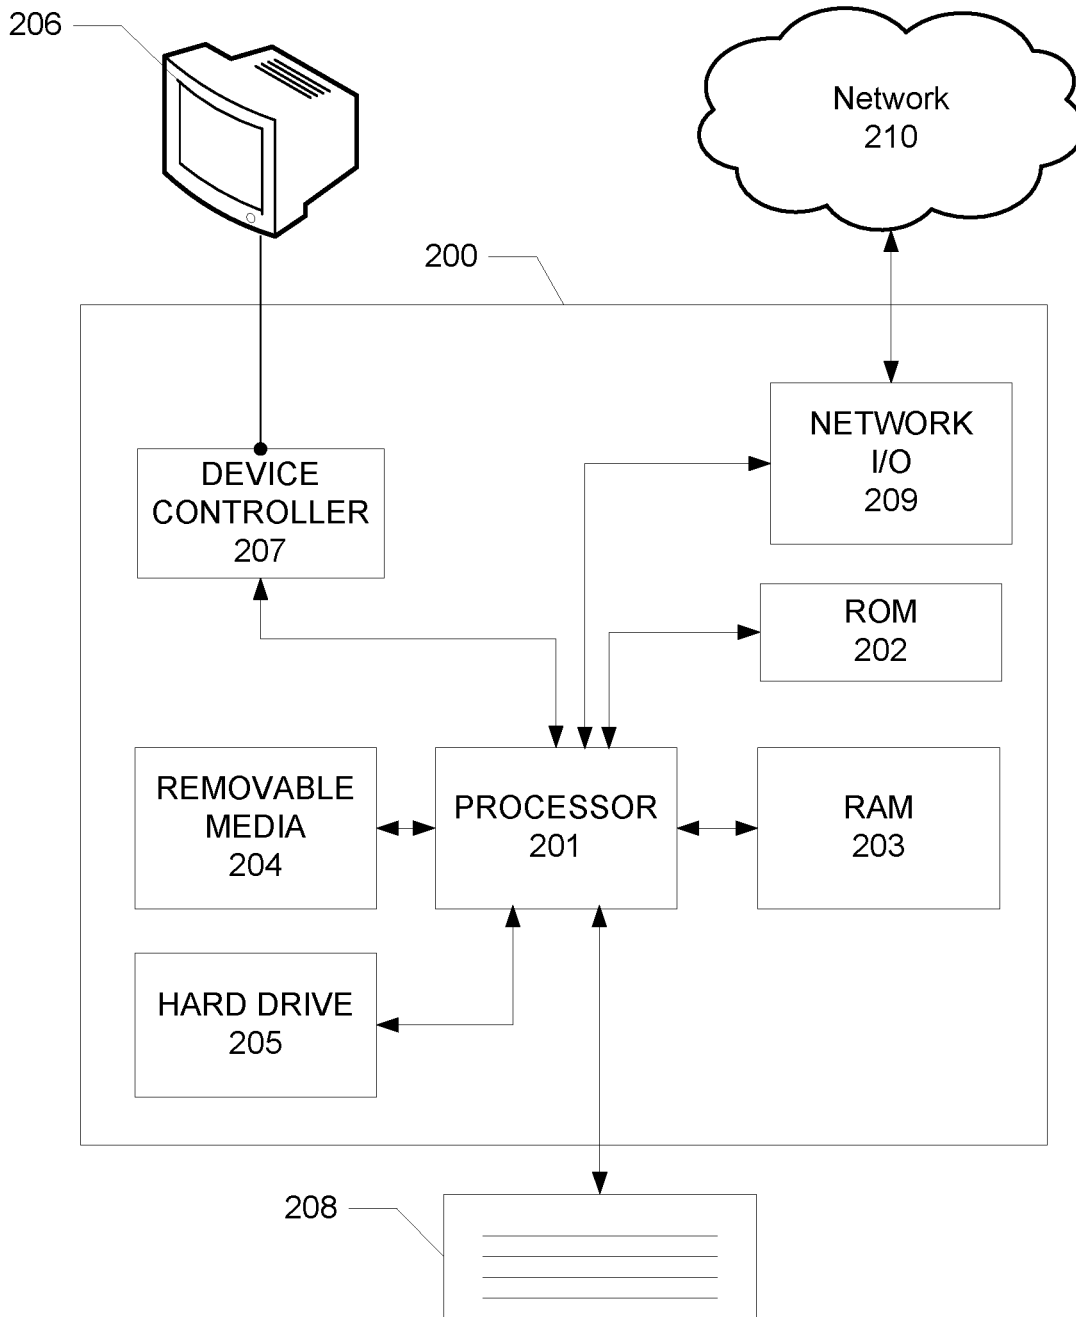 206
Network
210
200
NETWORK
I/O
209
DEVICE
CONTROLLER
207
ROM
202
REMOVABLE
MEDIA
204
PROCESSOR
201
RAM
203
HARD DRIVE
205
208